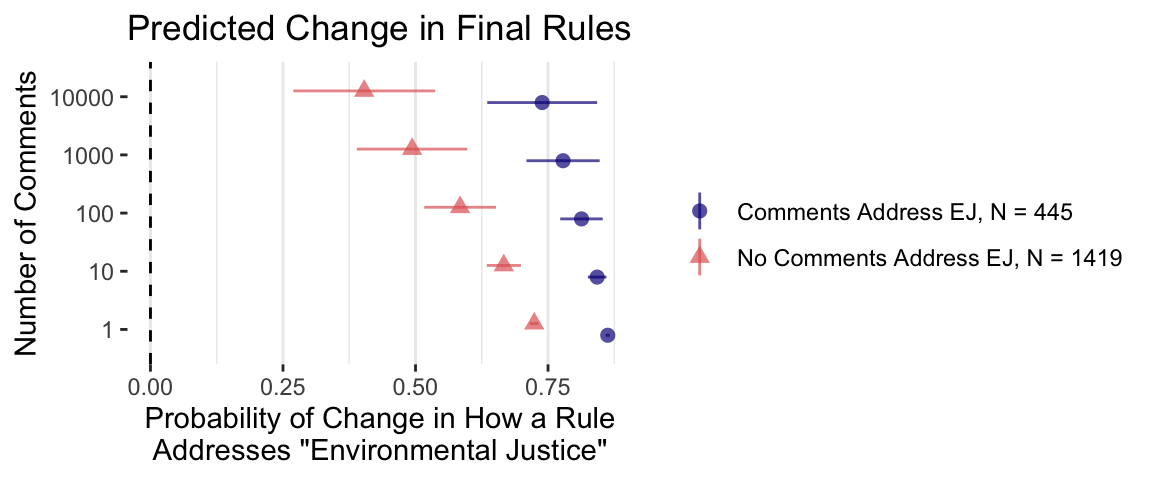 Predicted Change in Final Rules
Number of Comments
10000
1000
100
10
1
0.00 0.25 0.50 0.75
Probability of Change in How a Rule
Addresses "Environmental Justice"
Comments Address EJ, N = 445
No Comments Address EJ, N = 1419